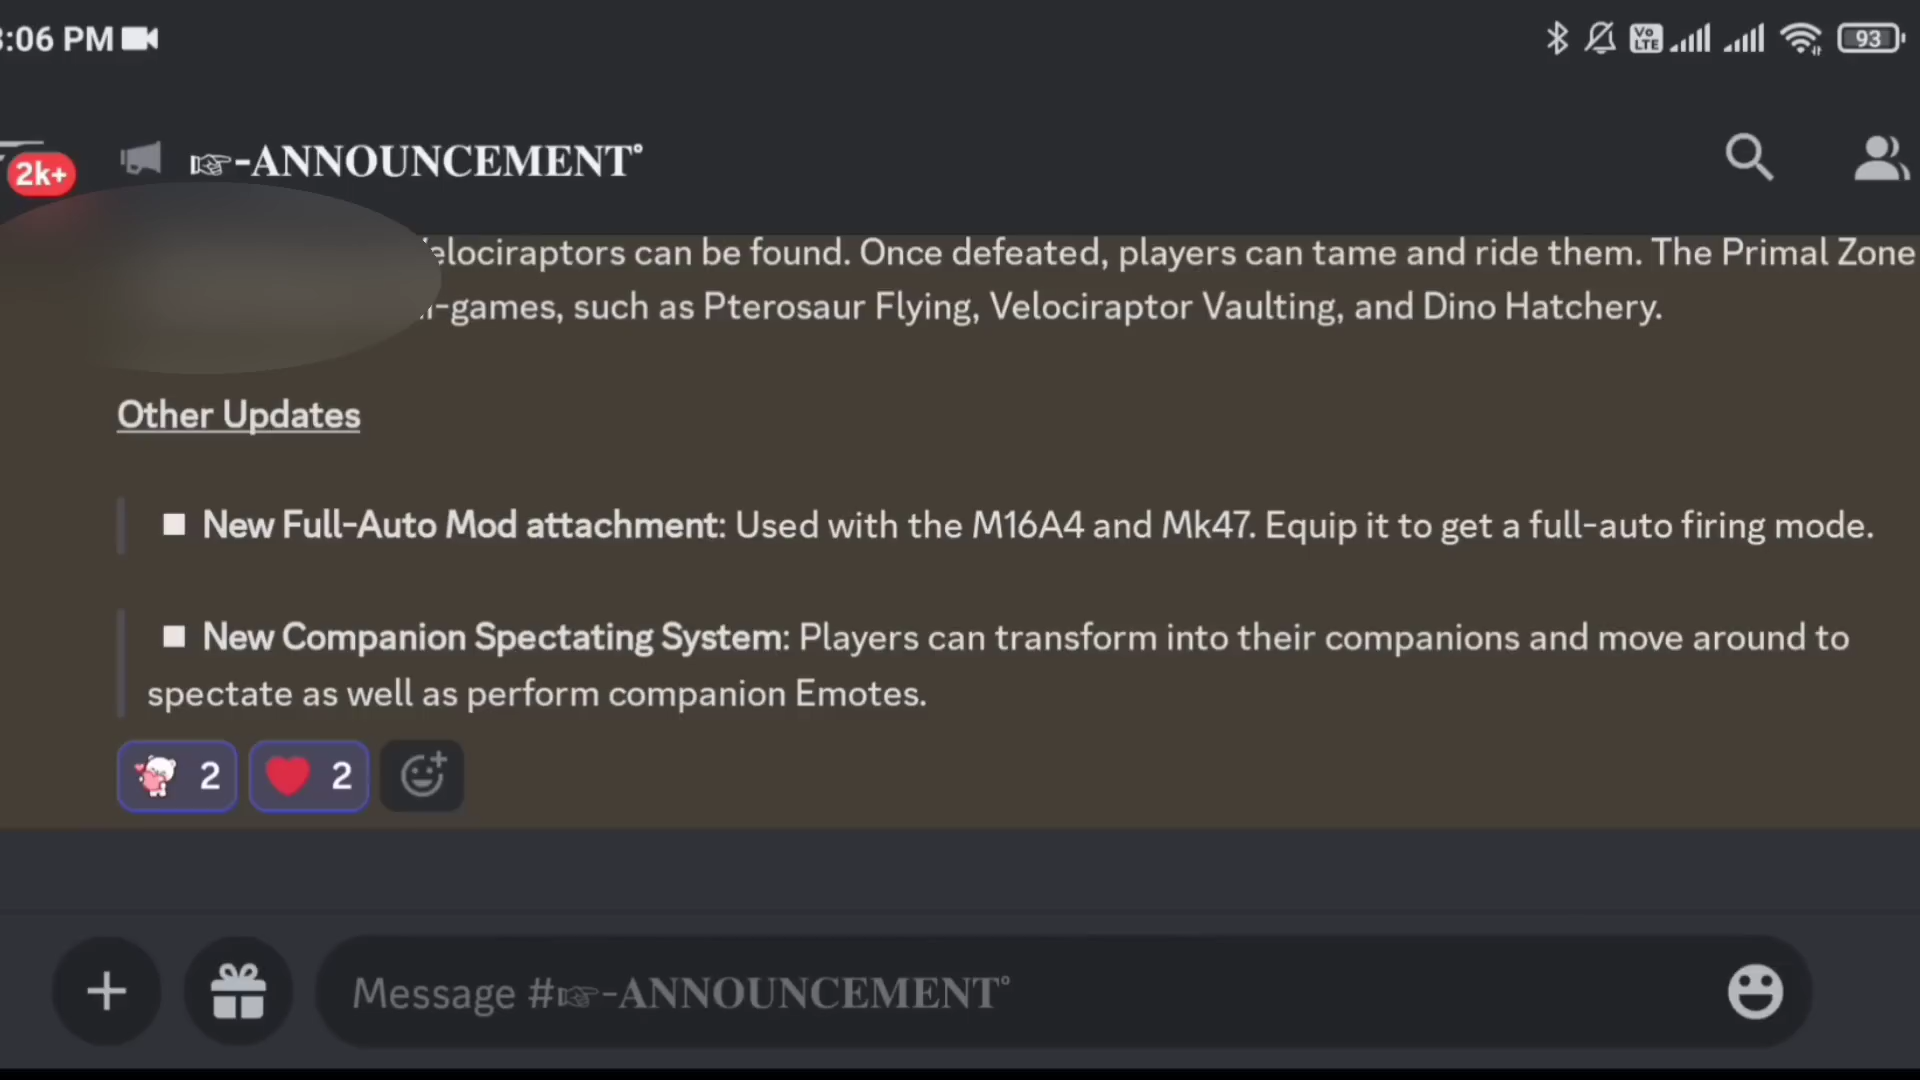 :06 PM
Vo LTE
93
2k+
☞-ANNOUNCEMENT°
elociraptors can be found. Once defeated, players can tame and ride them. The Primal Zone
-games, such as Pterosaur Flying, Velociraptor Vaulting, and Dino Hatchery.
Other Updates
■ New Full-Auto Mod attachment: Used with the M16A4 and Mk47. Equip it to get a full-auto firing mode.
■ New Companion Spectating System: Players can transform into their companions and move around to
spectate as well as perform companion Emotes.
2
2
Message #☞-ANNOUNCEMENT°